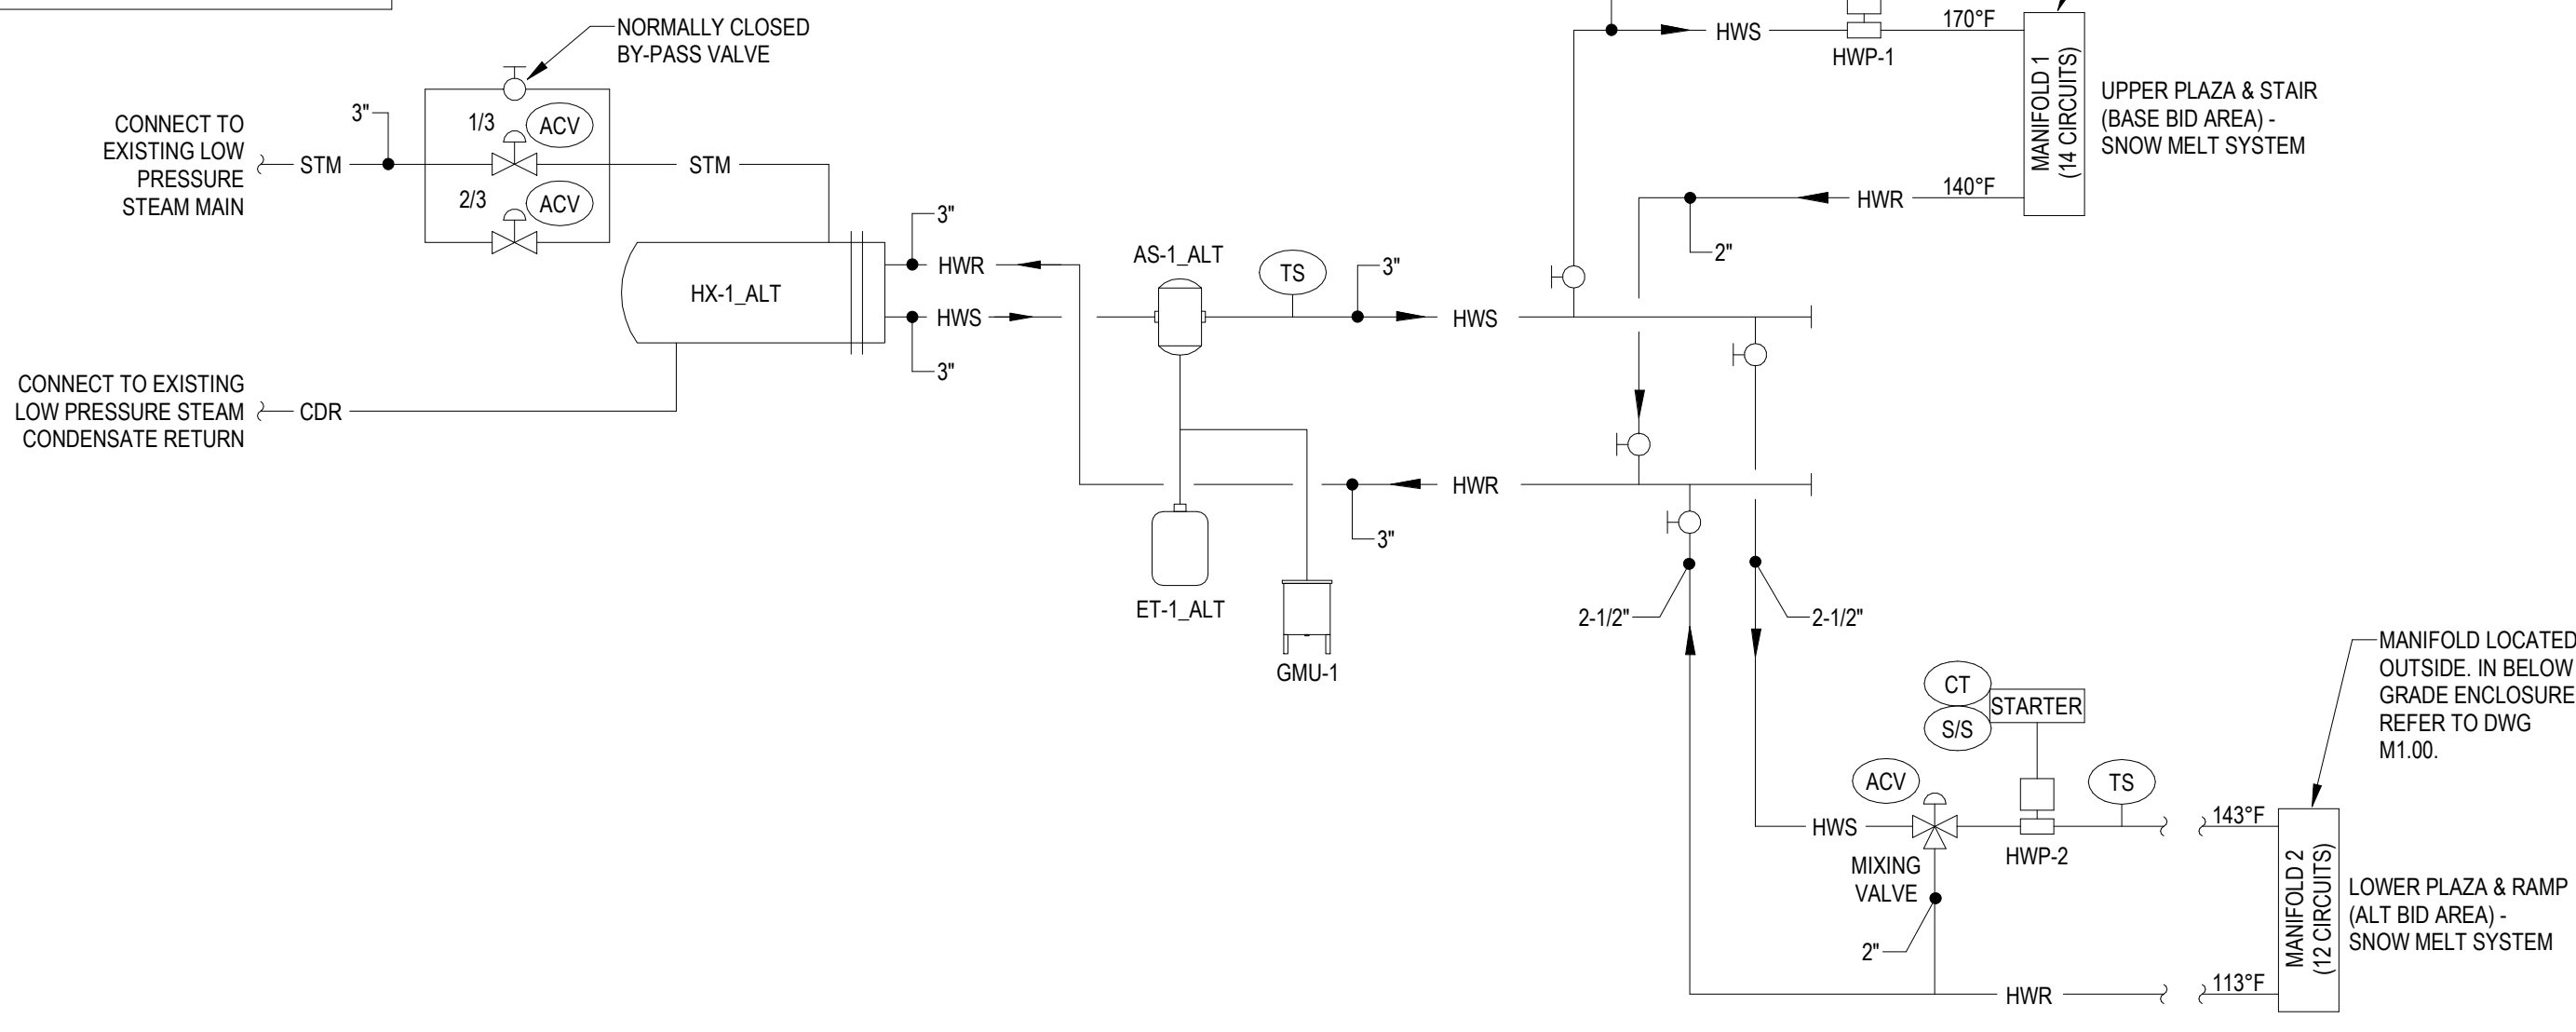 NORMALLY CLOSED
BY-PASS VALVE
3"
1/3
ACV
CONNECT TO
EXISTING LOW
PRESSURE
STEAM MAIN
STM
STM
2/3
ACV
HWS
HWP-1
170°F
MANIFOLD 1
(14 CIRCUITS)
UPPER PLAZA & STAIR
(BASE BID AREA) -
SNOW MELT SYSTEM
140°F
HWR
2"
3"
HWR
HX-1_ALT
HWS
3"
AS-1_ALT
TS
3"
HWS
CONNECT TO EXISTING
LOW PRESSURE STEAM
CONDENSATE RETURN
CDR
HWR
3"
ET-1_ALT
GMU-1
2-1/2"
2-1/2"
MANIFOLD LOCATED
OUTSIDE. IN BELOW
GRADE ENCLOSURE
REFER TO DWG
M1.00.
CT
STARTER
S/S
ACV
TS
HWS
MIXING
VALVE
HWP-2
143°F
MANIFOLD 2
(12 CIRCUITS)
LOWER PLAZA & RAMP
(ALT BID AREA) -
SNOW MELT SYSTEM
2"
HWR
113°F